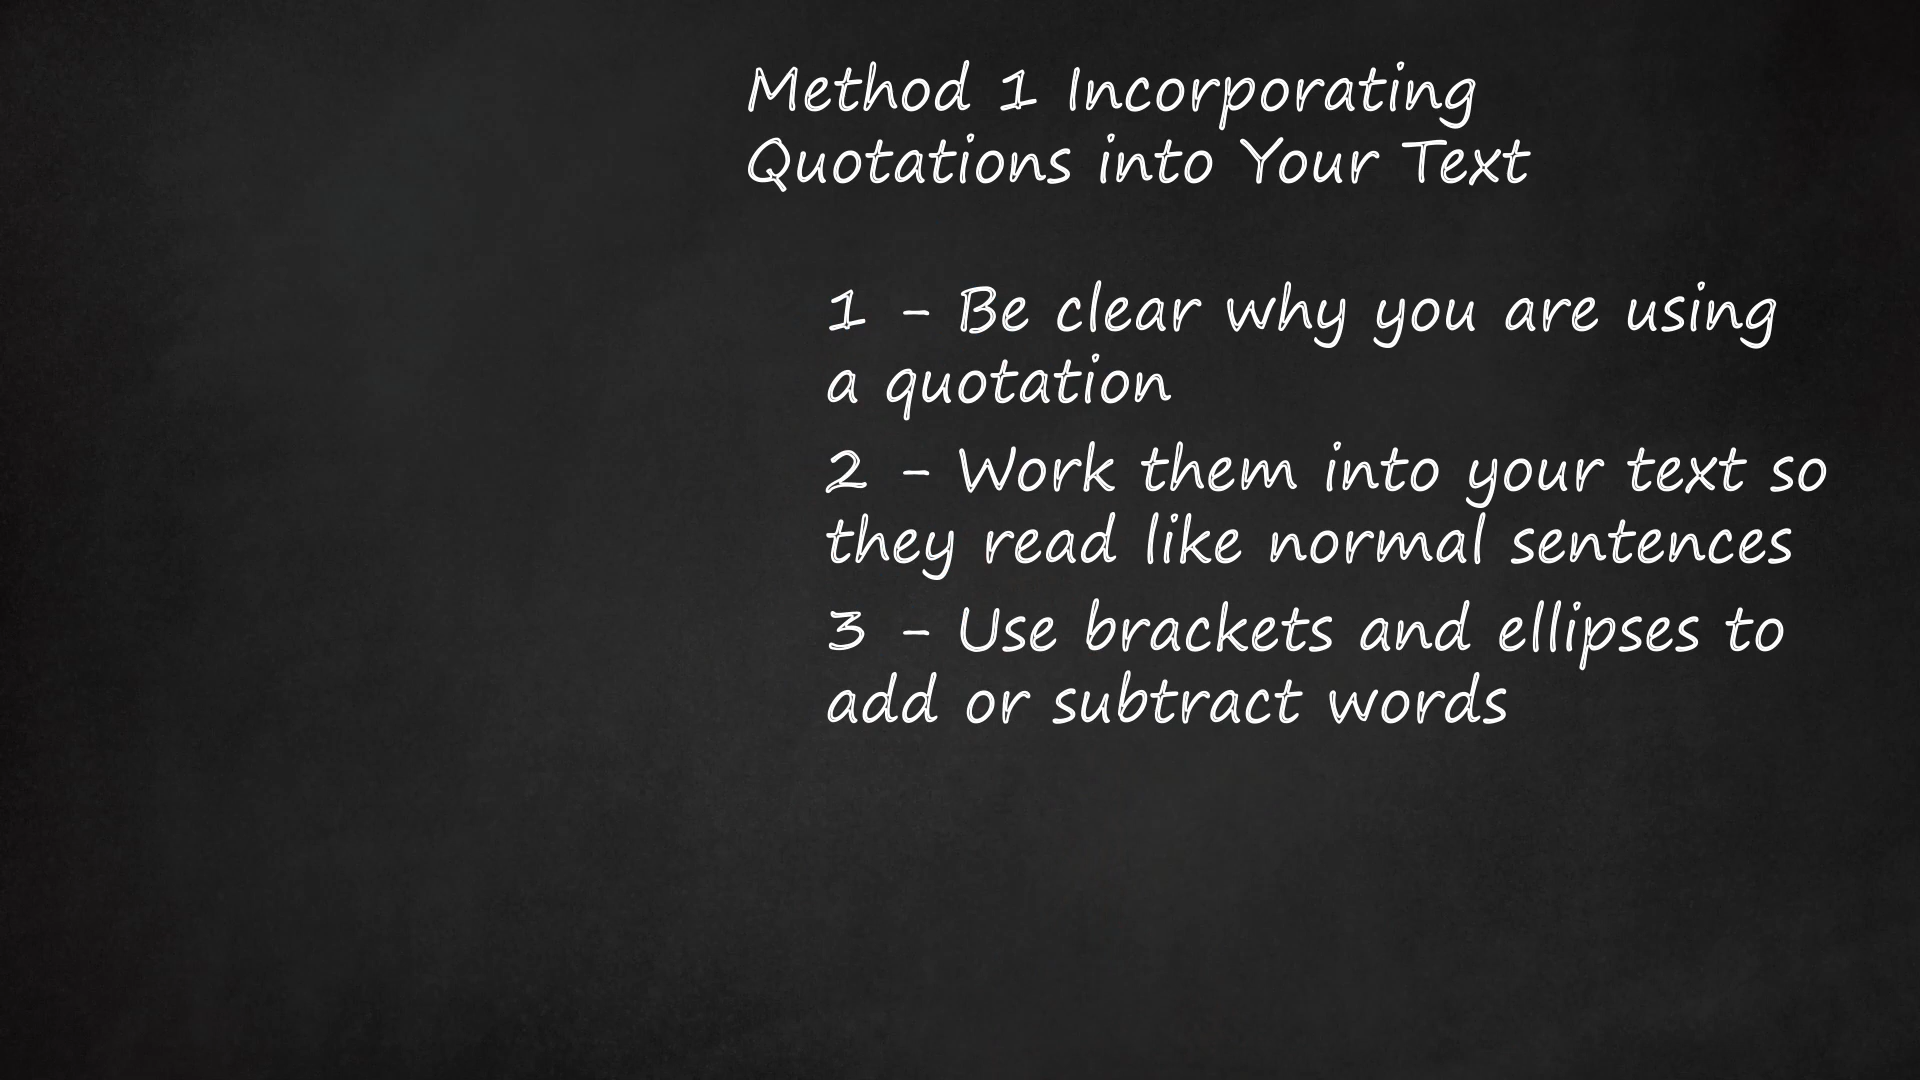 Method 1 Incorporating
Quotations into Your Text
1 - Be clear why you are using
a quotation
2 - Work them into your text so
they read like normal sentences
3 - Use brackets and ellipses to
add or subtract words